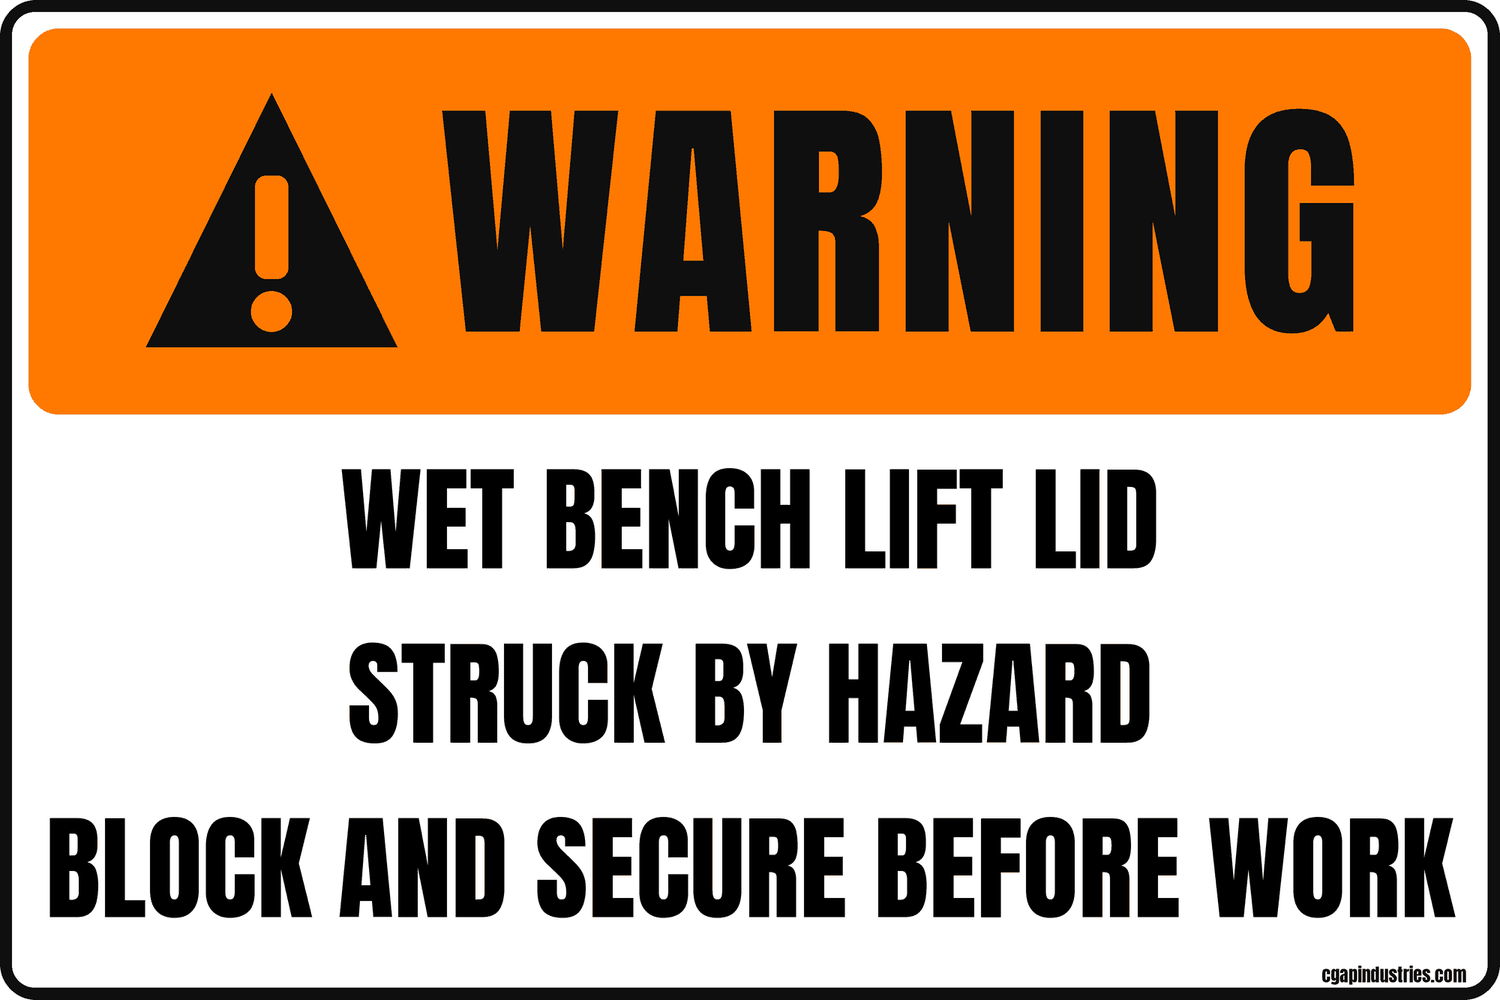 WARNING
WET BENCH LIFT LID
STRUCK BY HAZARD
BLOCK AND SECURE BEFORE WORK
cgapindustries.com